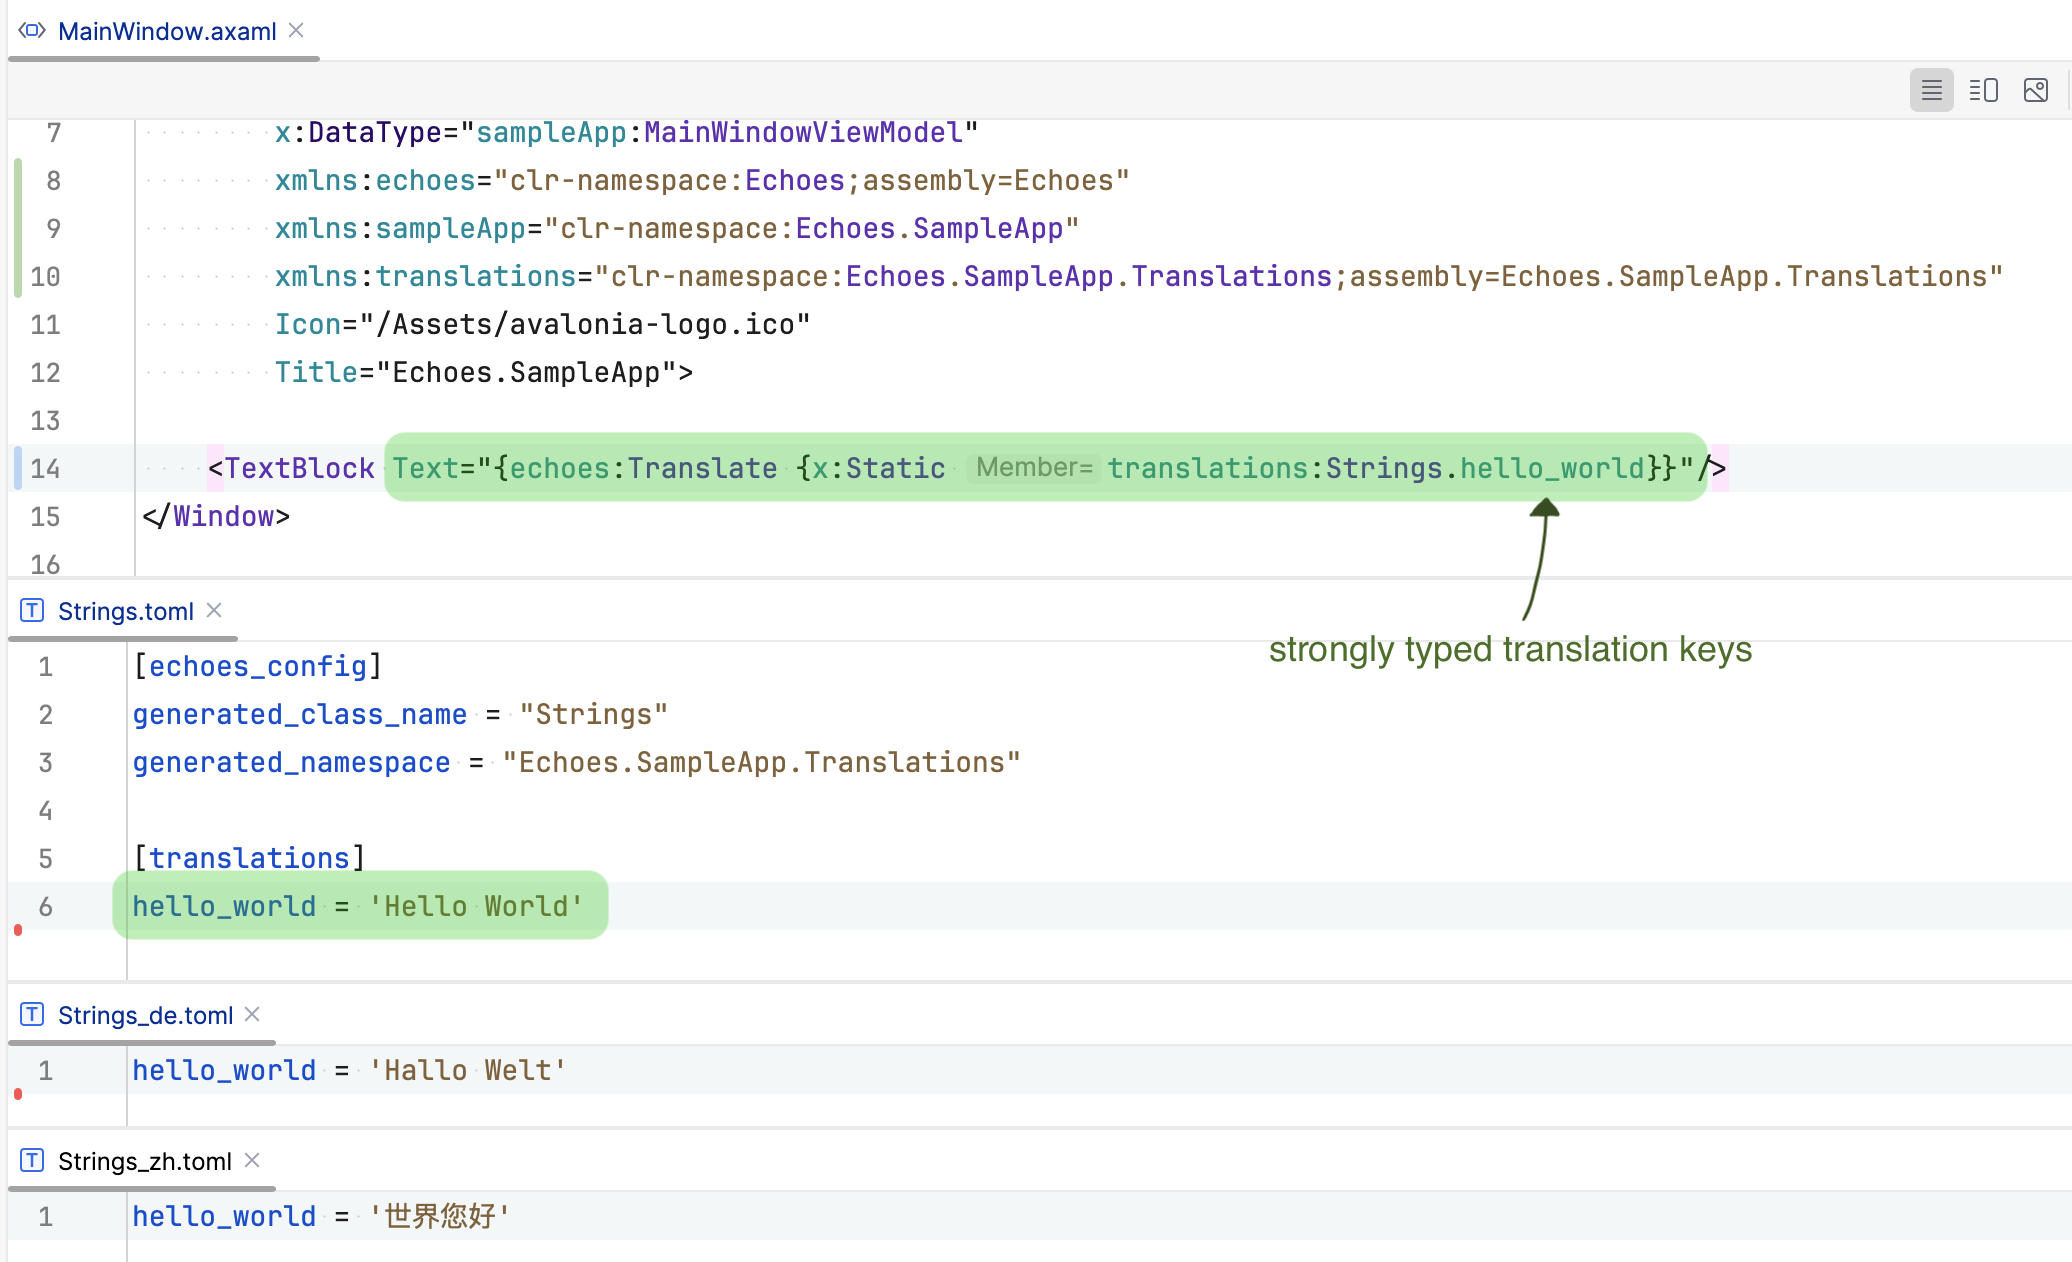 MainWindow.axaml
7 x:DataType="sampleApp:MainWindowViewModel"
8 xmlns:echoes="clr-namespace:Echoes;assembly=Echoes"
9 xmlns:sampleApp="clr-namespace:Echoes.SampleApp"
10 xmlns:translations="clr-namespace:Echoes.SampleApp.Translations;assembly=Echoes.SampleApp.Translations"
11 Icon="/Assets/avalonia-logo.ico"
12 Title="Echoes.SampleApp">
13
14 <TextBlock Text="{echoes:Translate {x:Static Member= translations:Strings.hello_world}}"/>
15 </Window>
16
strongly typed translation keys
Strings.toml
1 [echoes_config]
2 generated_class_name = "Strings"
3 generated_namespace = "Echoes.SampleApp.Translations"
4
5 [translations]
6 hello_world = 'Hello World'
Strings_de.toml
1 hello_world = 'Hallo Welt'
Strings_zh.toml
1 hello_world = '世界您好'